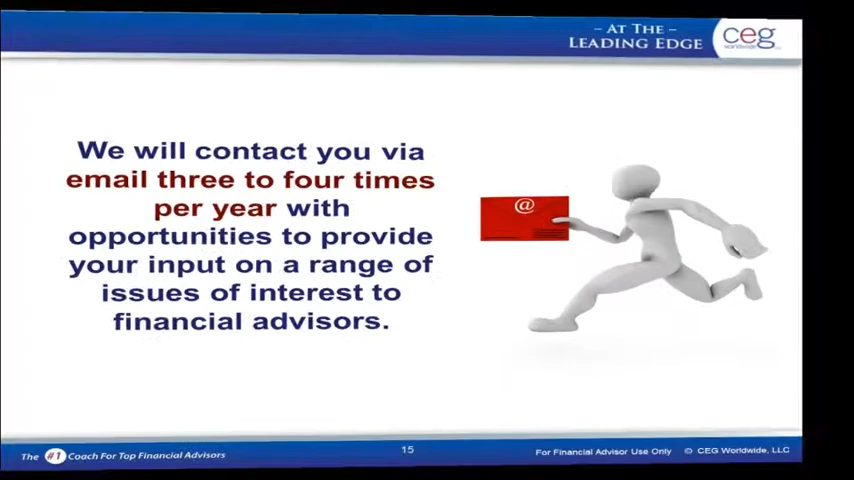 – AT THE –
LEADING EDGE
ceg
worldwide
We will contact you via
email three to four times
per year with
opportunities to provide
your input on a range of
issues of interest to
financial advisors.
@
The #1 Coach For Top Financial Advisors
15
For Financial Advisor Use Only © CEG Worldwide, LLC